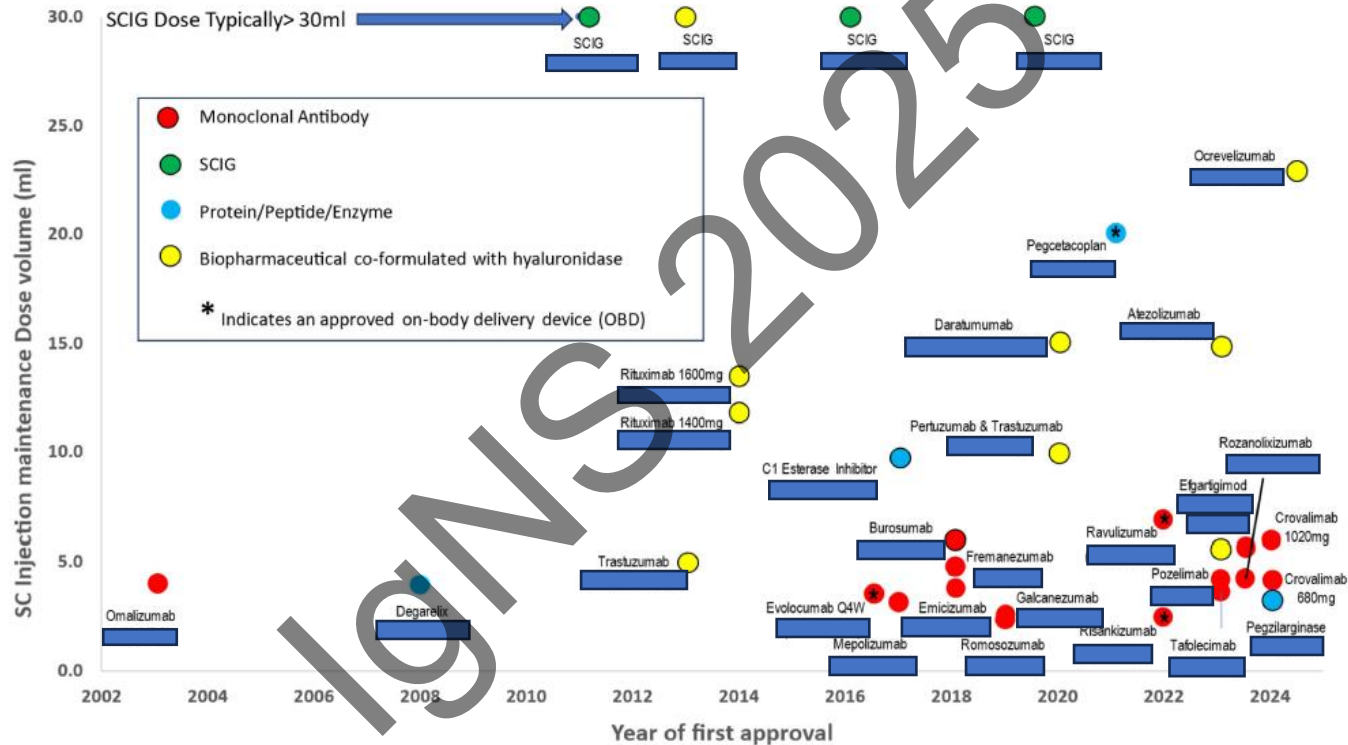 30.0
SCIG Dose Typically> 30ml
SCIG
SCIG
SCIG
SCIG
25.0
Monoclonal Antibody
SCIG
Protein/Peptide/Enzyme
Biopharmaceutical co-formulated with hyaluronidase
* Indicates an approved on-body delivery device (OBD)
Ocrevelizumab
20.0
Pegcetacoplan
*
15.0
Daratumumab
Atezolizumab
Rituximab 1600mg
Rituximab 1400mg
10.0
Pertuzumab & Trastuzumab
C1 Esterase Inhibitor
Rozanolixizumab
Efgartigimod
Burosumab
Ravulizumab
*
Crovalimab
1020mg
5.0
Trastuzumab
Fremanezumab
Pozelimab
Crovalimab
680mg
Omalizumab
Degarelix
Evolocumab Q4W
*
Emicizumab
Galcanezumab
Risankizumab
*
Pegzilarginase
Mepolizumab
Romosozumab
Tafolecimab
0.0
2002
2004
2006
2008
2010
2012
2014
2016
2018
2020
2022
2024
Year of first approval
SC Injection maintenance Dose volume (ml)
IgNS 2025